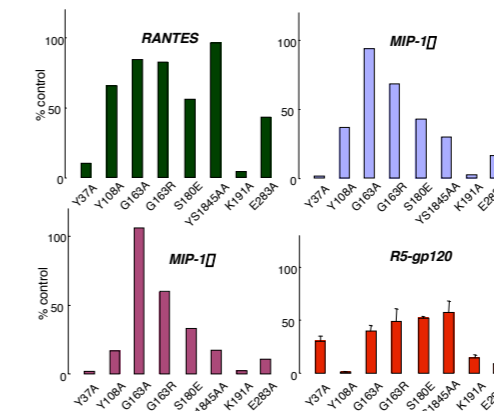 RANTES
% control
100
50
0
Y37A
Y108A
G163A
G163R
S180E
YS1845AA
K191A
E283A
MIP-1[]
100
50
0
Y37A
Y108A
G163A
G163R
S180E
YS1845AA
K191A
MIP-1[]
% control
100
50
0
Y37A
Y108A
G163A
G163R
S180E
1845AA
K191A
E283A
R5-gp120
100
50
0
Y37A
Y108A
G163A
G163R
S180E
1845AA
K191A